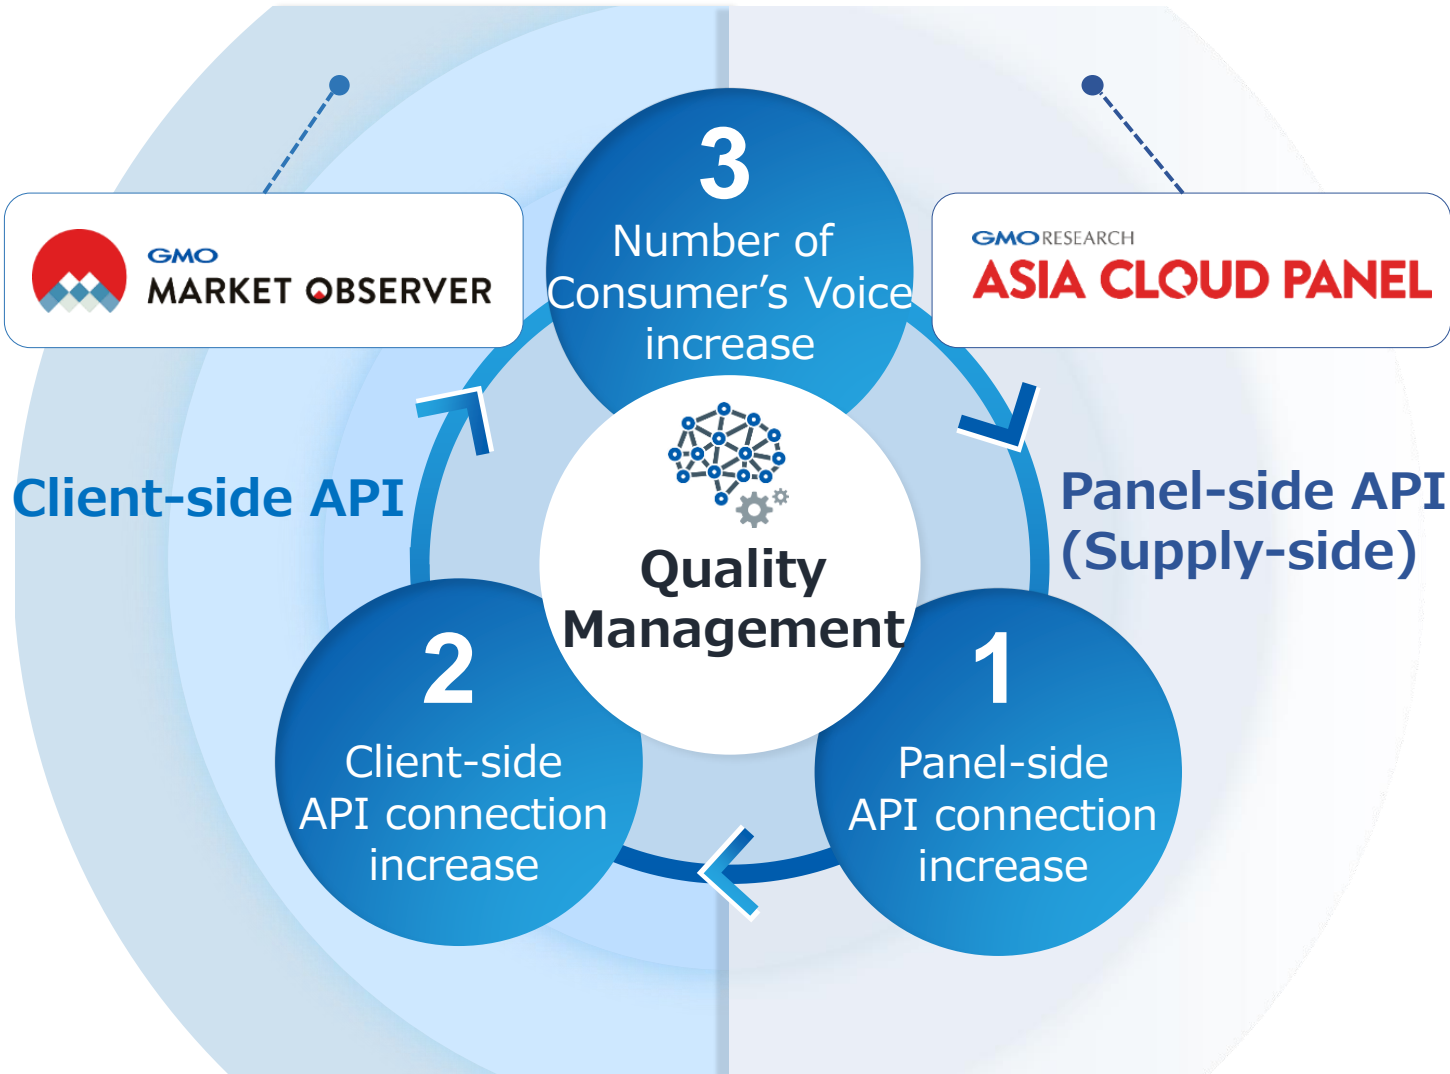 3
Number of
Consumer’s Voice
increase
GMO
MARKET OBSERVER
GMO RESEARCH
ASIA CLOUD PANEL
Client-side API
Panel-side API
(Supply-side)
Quality
Management
2
Client-side
API connection
increase
1
Panel-side
API connection
increase